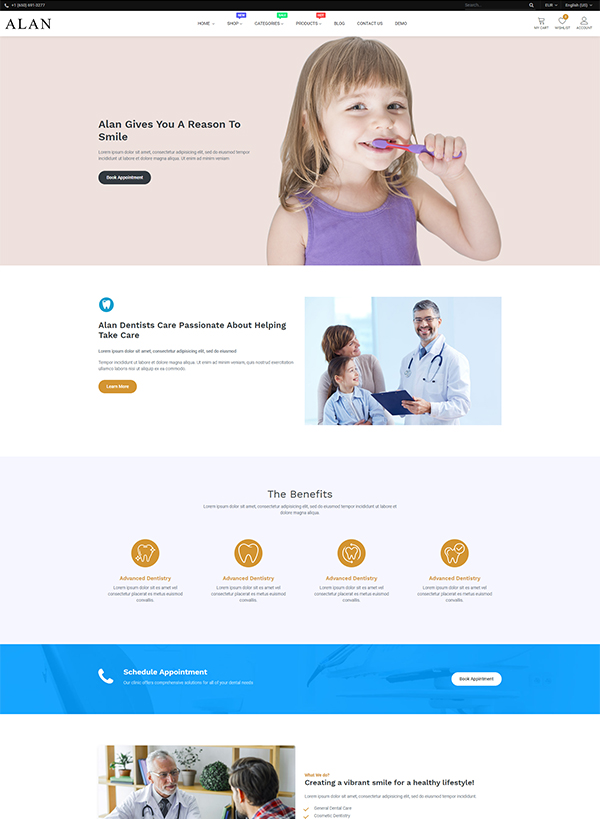 +1 (650) 691-3277
Search...
EUR
English (US)
NEW
SALE
HOT
ALAN
HOME
SHOP
CATEGORIES
PRODUCTS
BLOG
CONTACT US
DEMO
MY CART
WISHLIST
ACCOUNT
Alan Gives You A Reason To
Smile
Lorem ipsum dolor sit amet, consectetur adipisicing elit, sed do eiusmod tempor incididunt
ut labore et dolore magna aliqua. Ut enim ad minim veniam
Book Appointment
Alan Dentists Care Passionate About Helping
Take Care
Lorem ipsum dolor sit amet, consectetur adipisicing elit, sed do eiusmod
Tempor incididunt ut labore et dolore magna aliqua. Ut enim ad minim veniam, quis nostrud exercitation
ullamco laboris nisi ut aliquip ex ea commodo.
Learn More
The Benefits
Lorem ipsum dolor sit amet, consectetur adipisicing elit, sed do eiusmod tempor incididunt ut labore et
dolore magna aliqua.
Advanced Dentistry
Lorem ipsum dolor sit es amet vel
consectetur placerat es metus euismod
convallis.
Advanced Dentistry
Lorem ipsum dolor sit es amet vel
consectetur placerat es metus euismod
convallis.
Advanced Dentistry
Lorem ipsum dolor sit es amet vel
consectetur placerat es metus euismod
convallis.
Advanced Dentistry
Lorem ipsum dolor sit es amet vel
consectetur placerat es metus euismod
convallis.
Schedule Appointment
Our clinic offers comprehensive solutions for all of your dental needs
Book Appintment
What We do?
Creating a vibrant smile for a healthy lifestyle!
Lorem ipsum dolor sit amet, consectetur adipisicing elit, sed do eiusmod tempor incididunt.
General Dental Care
Cosmetic Dentistry